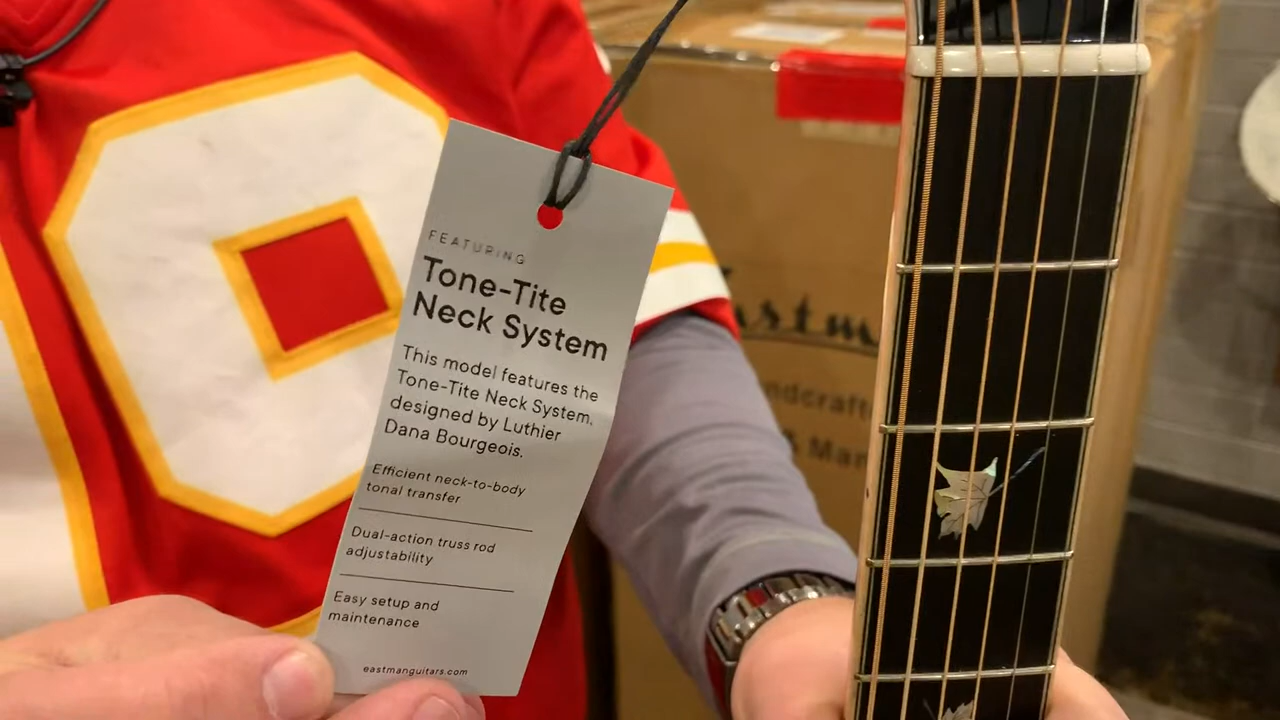 FEATURING
Tone-Tite
Neck System
This model features the
Tone-Tite Neck System,
designed by Luthier
Dana Bourgeois.
Efficient neck-to-body
tonal transfer
Dual-action truss rod
adjustability
Easy setup and
maintenance
eastmanguitars.com